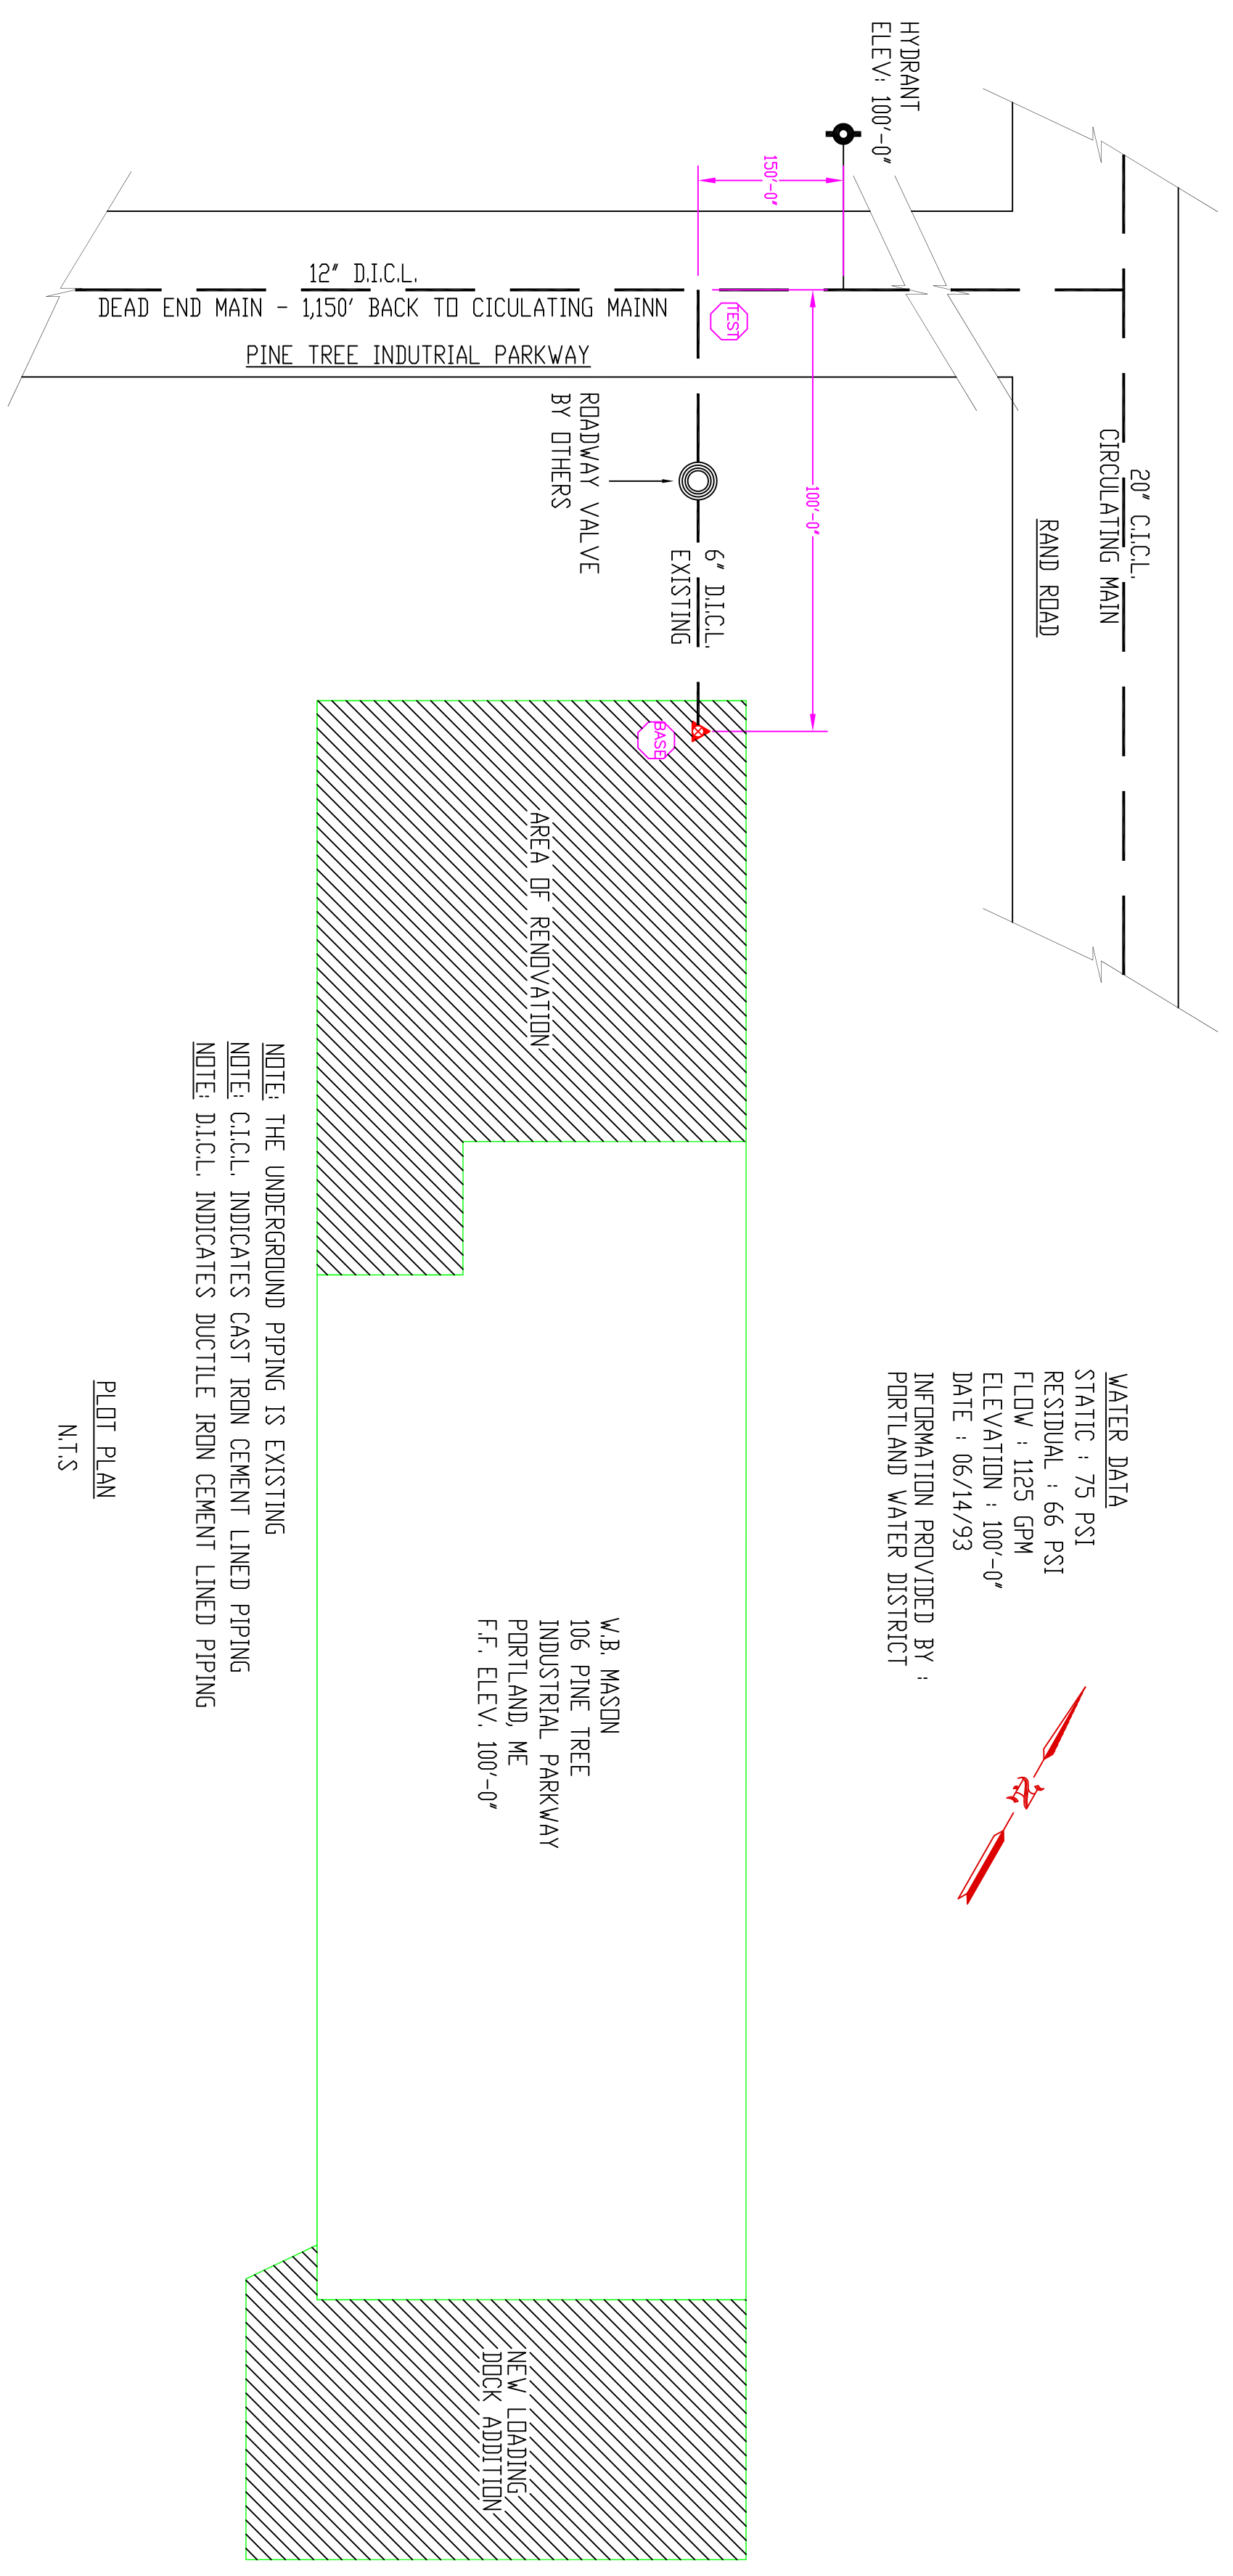 HYDRANT
ELEV: 100'-0"
150'-0"
12" D.I.C.L.
DEAD END MAIN - 1,150' BACK TO CICULATING MAINN
PINE TREE INDUTRIAL PARKWAY
TEST
20" C.I.C.L.
CIRCULATING MAIN
RAND ROAD
100'-0"
ROADWAY VALVE
BY OTHERS
6" D.I.C.L.
EXISTING
BASE
AREA OF RENOVATION
NOTE: THE UNDERGROUND PIPING IS EXISTING
NOTE: C.I.C.L. INDICATES CAST IRON CEMENT LINED PIPING
NOTE: D.I.C.L. INDICATES DUCTILE IRON CEMENT LINED PIPING
WATER DATA
STATIC : 75 PSI
RESIDUAL : 66 PSI
FLOW : 1125 GPM
ELEVATION : 100'-0"
DATE : 06/14/93
INFORMATION PROVIDED BY :
PORTLAND WATER DISTRICT
PLOT PLAN
N.T.S
W.B. MASON
106 PINE TREE
INDUSTRIAL PARKWAY
PORTLAND, ME
F.F. ELEV. 100'-0"
N
NEW LOADING
DOCK ADDITION